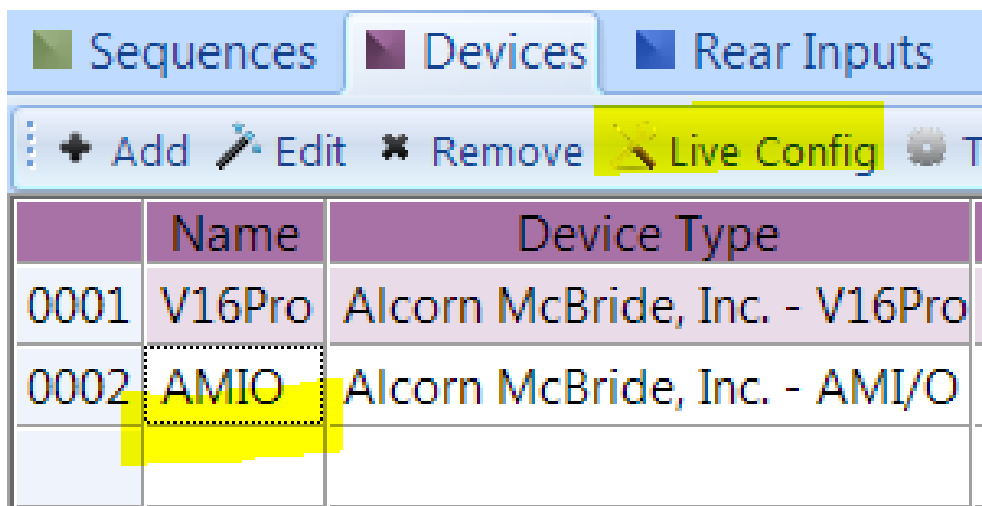 Sequences Devices Rear Inputs
Add Edit Remove Live Config T
Name Device Type
0001 V16Pro Alcorn McBride, Inc. - V16Pro
0002 AMIO Alcorn McBride, Inc. - AMI/O